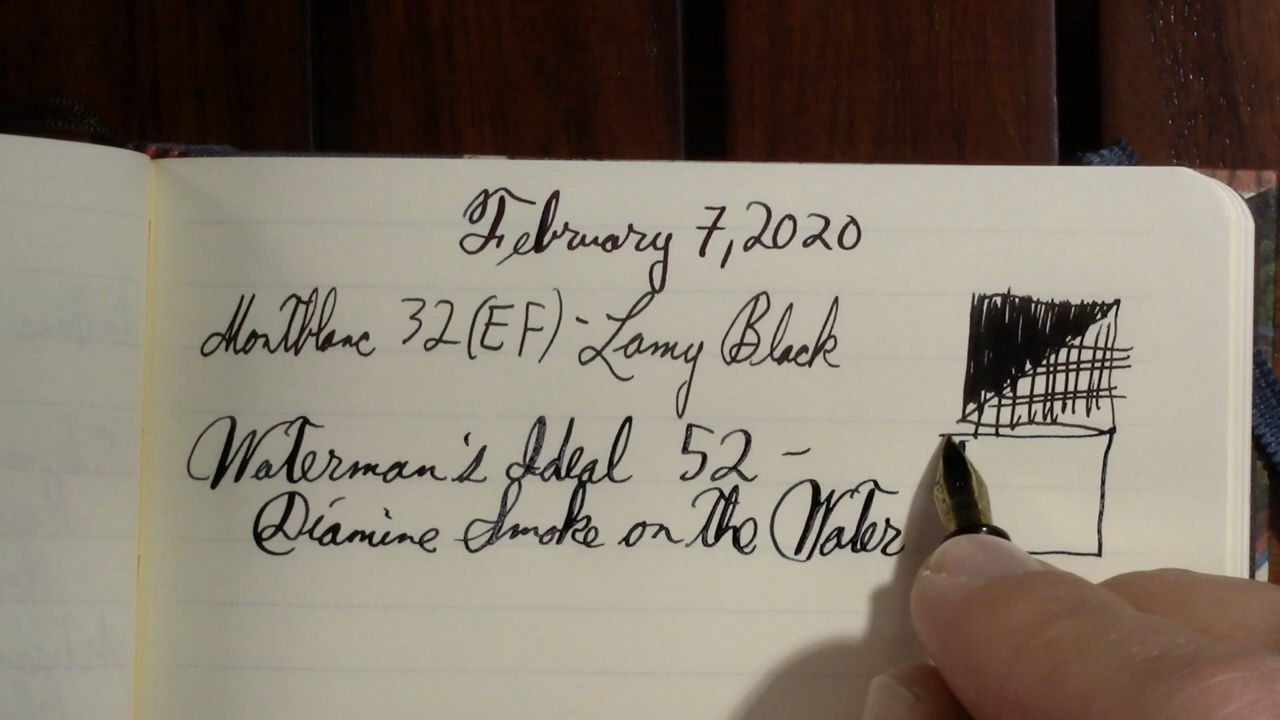 February 7, 2020
Montblanc 32 (EF) - Lamy Black
Waterman's Ideal 52 -
Diamine Smoke on the Water